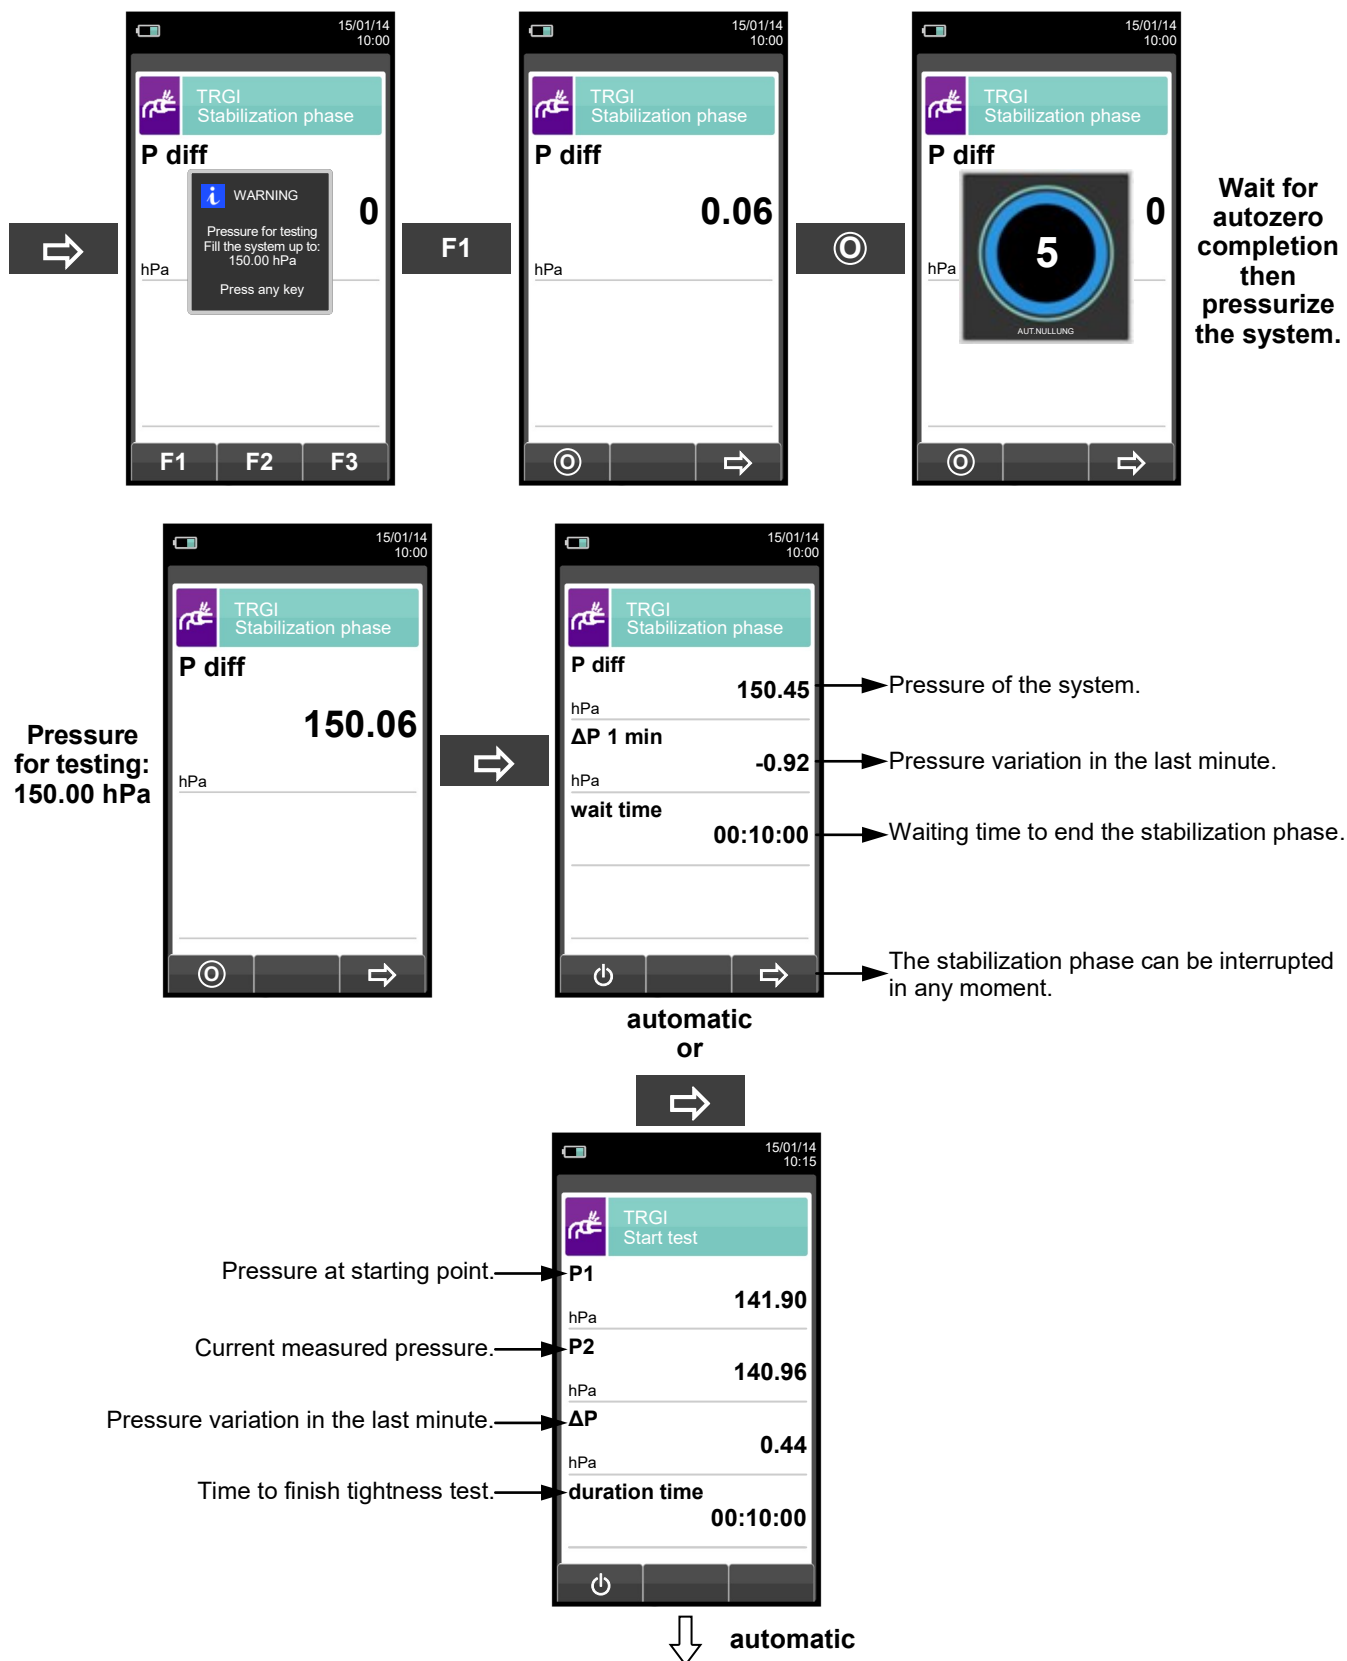 15/01/14
10:00
TRGI
Stabilization phase
P diff
0
hPa
i WARNING
Pressure for testing
Fill the system up to:
150.00 hPa
Press any key
F1 F2 F3
F1
15/01/14
10:00
TRGI
Stabilization phase
P diff
0.06
hPa
15/01/14
10:00
TRGI
Stabilization phase
P diff
0
hPa
5
AUT.NULLUNG
Wait for
autozero
completion
then
pressurize
the system.
Pressure
for testing:
150.00 hPa
15/01/14
10:00
TRGI
Stabilization phase
P diff
150.06
hPa
15/01/14
10:00
TRGI
Stabilization phase
P diff
150.45
hPa
ΔP 1 min
-0.92
hPa
wait time
00:10:00
Pressure of the system.
Pressure variation in the last minute.
Waiting time to end the stabilization phase.
The stabilization phase can be interrupted
in any moment.
automatic
or
15/01/14
10:15
TRGI
Start test
Pressure at starting point.
P1
141.90
hPa
Current measured pressure.
P2
140.96
hPa
Pressure variation in the last minute.
ΔP
0.44
hPa
Time to finish tightness test.
duration time
00:10:00
automatic